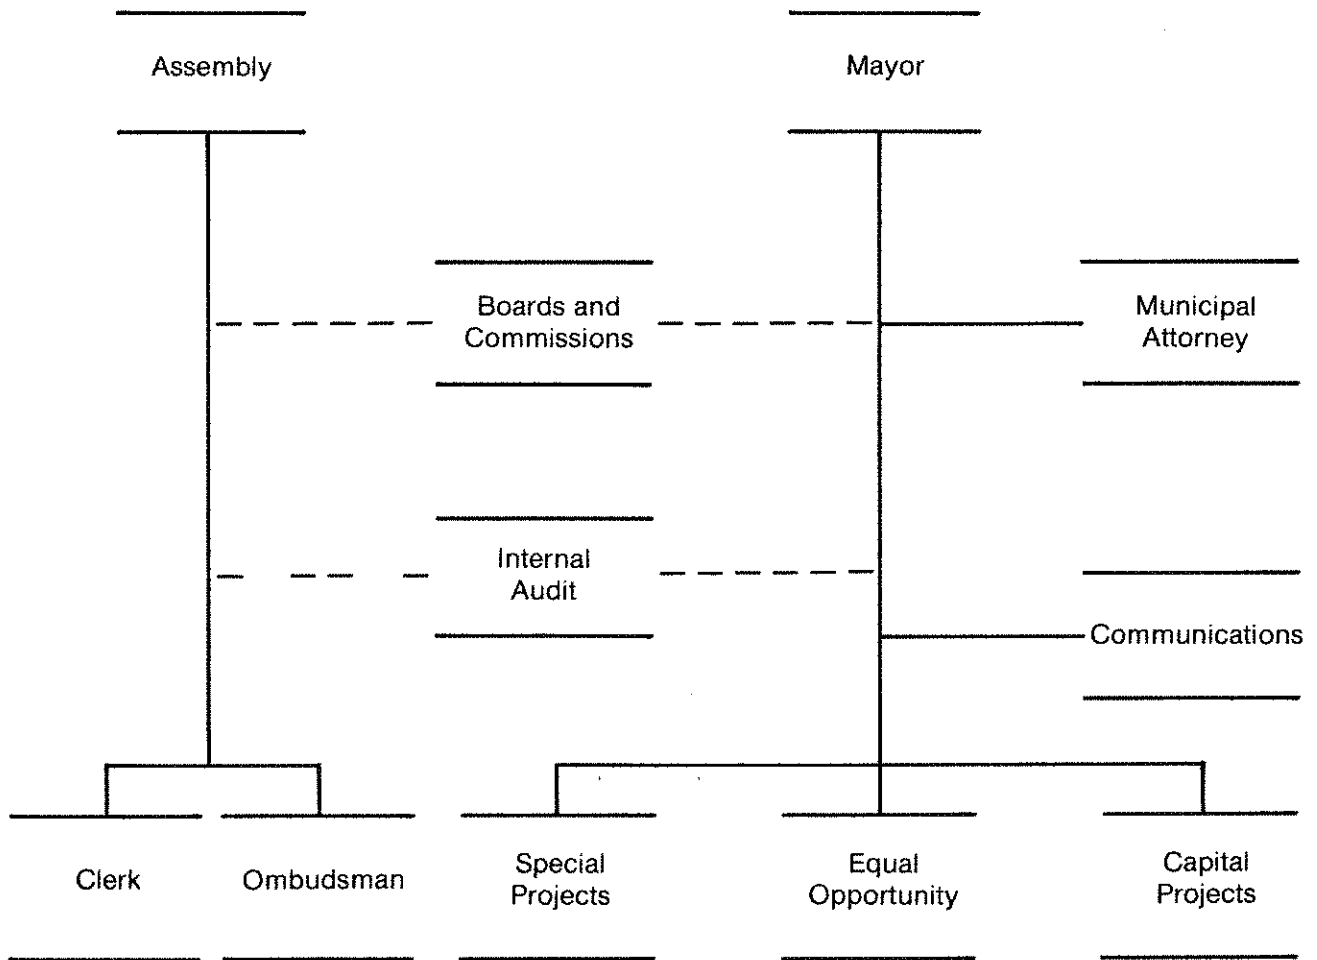 Assembly
Mayor
Boards and
Commissions
Municipal
Attorney
Internal
Audit
Communications
Clerk
Ombudsman
Special
Projects
Equal
Opportunity
Capital
Projects